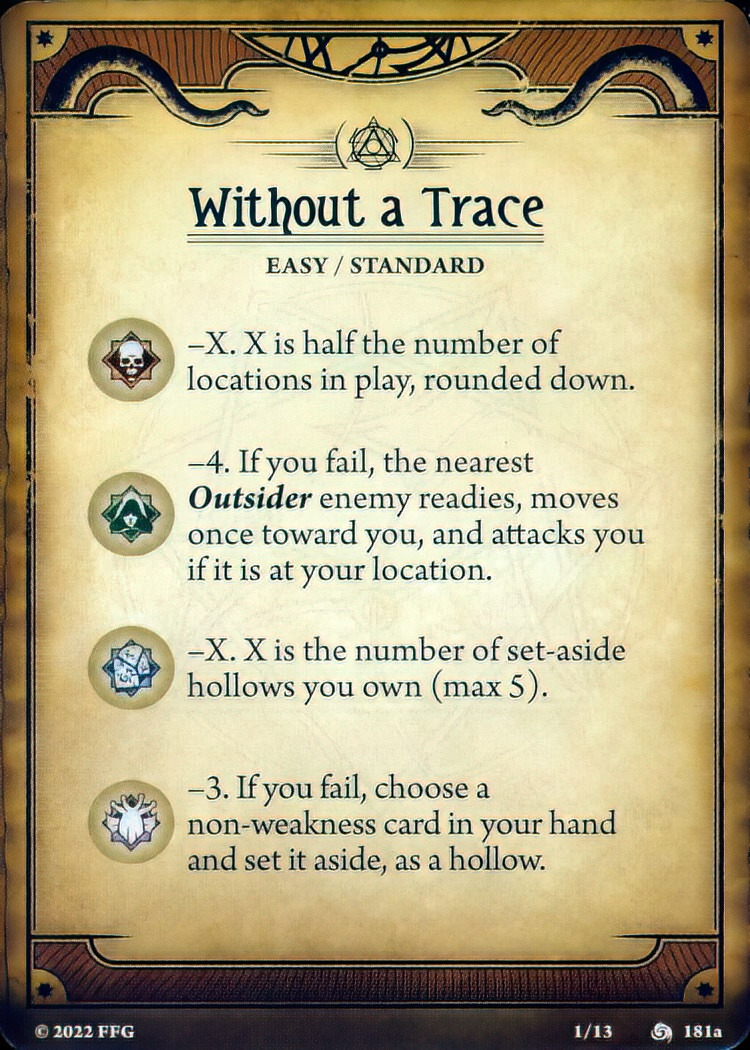 Without a Trace
EASY / STANDARD
–X. X is half the number of
locations in play, rounded down.
–4. If you fail, the nearest
Outsider enemy readies, moves
once toward you, and attacks you
if it is at your location.
–X. X is the number of set-aside
hollows you own (max 5).
–3. If you fail, choose a
non-weakness card in your hand
and set it aside, as a hollow.
© 2022 FFG
1/13
181a